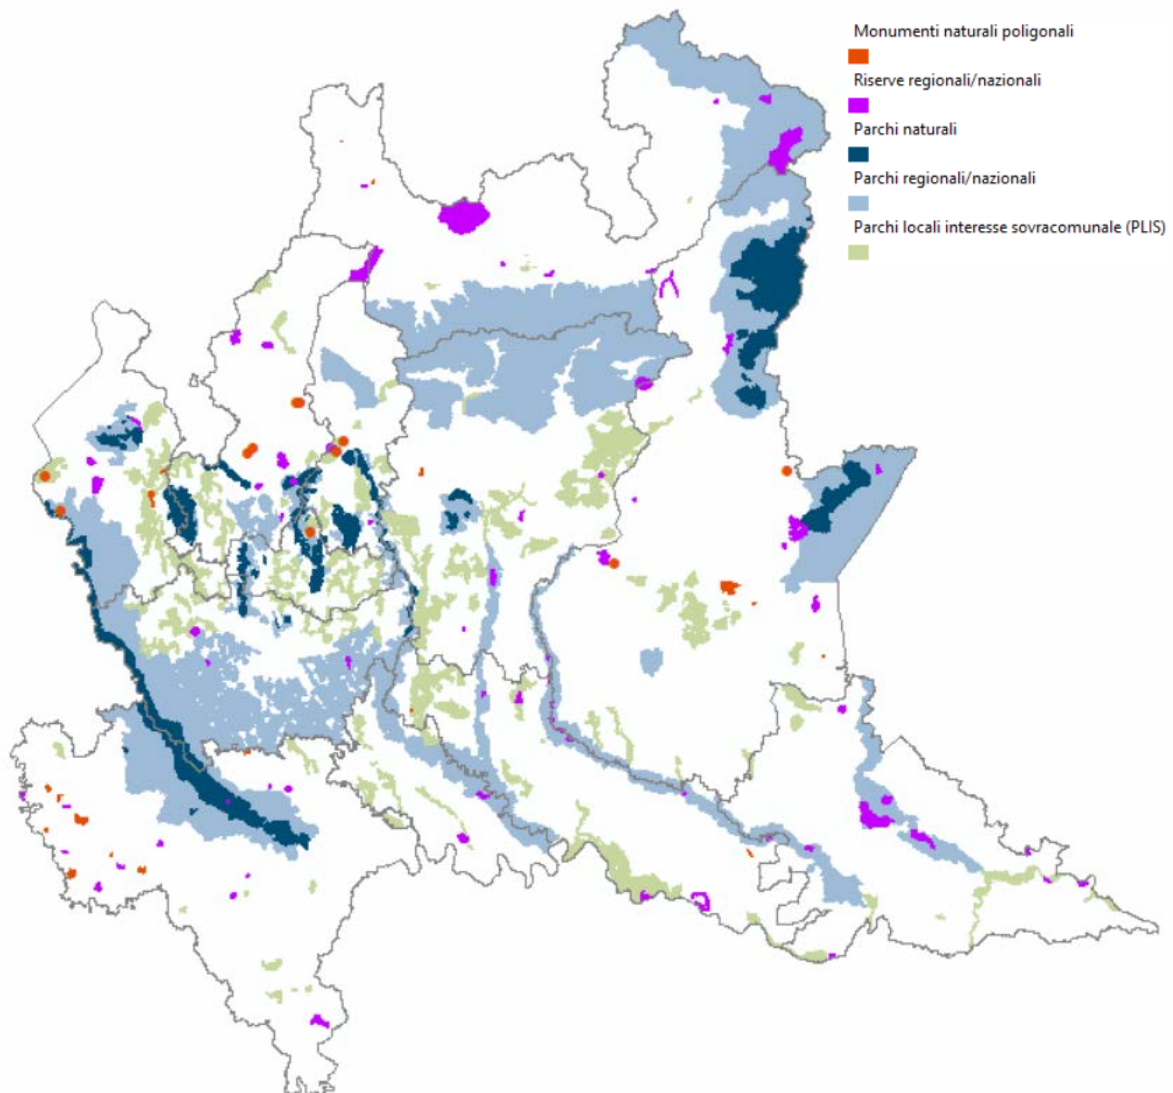 Monumenti naturali poligonali
Riserve regionali/nazionali
Parchi naturali
Parchi regionali/nazionali
Parchi locali interesse sovracomunale (PLIS)